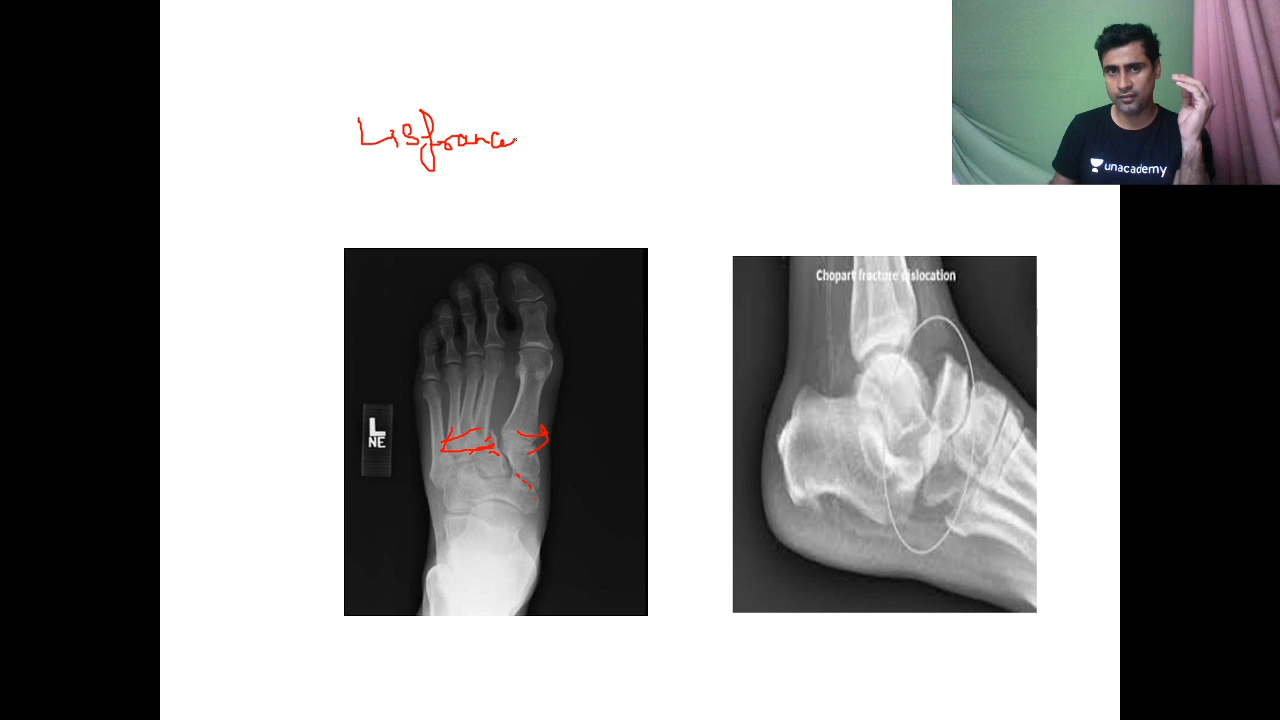 Lisfranc
unacademy
Chopart fracture dislocation
L
NE